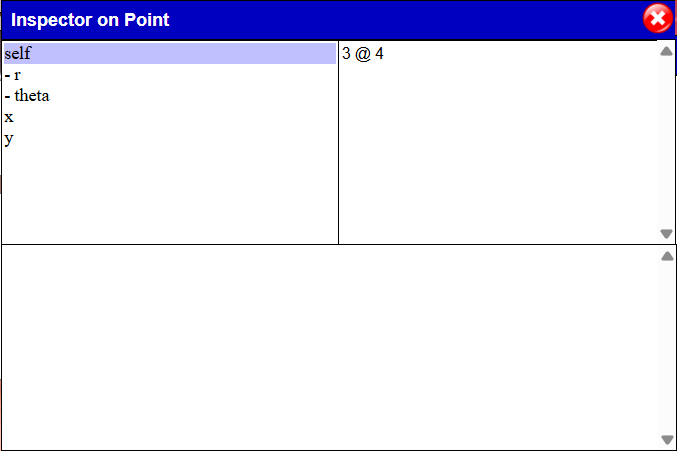 Inspector on Point
self
- r
- theta
x
y
3 @ 4